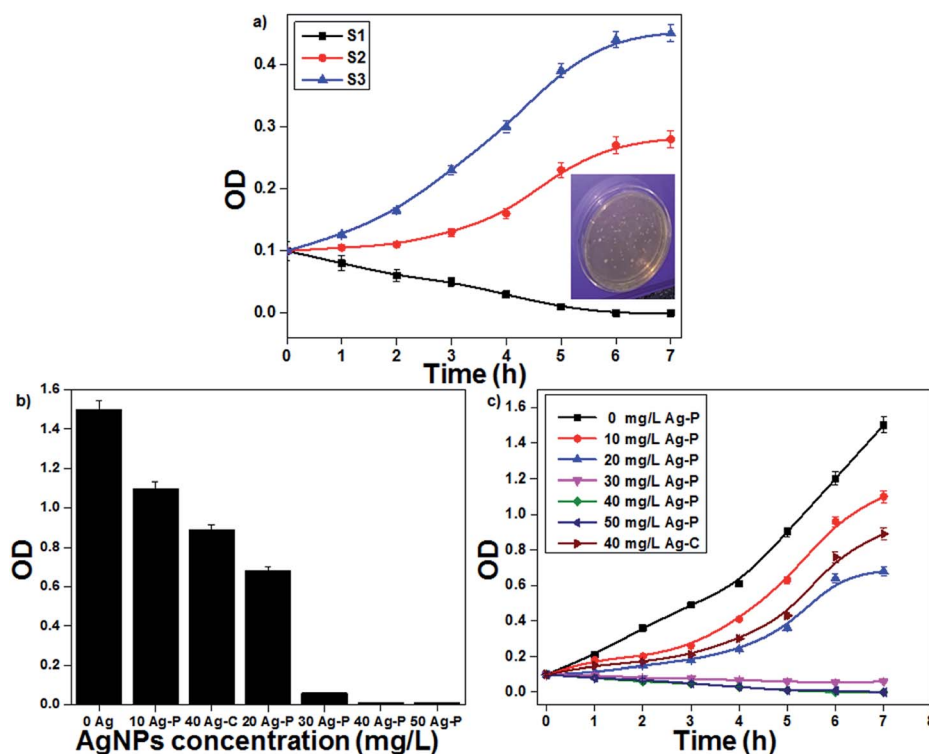 a)
S1
S2
S3
OD
0.4
0.3
0.2
0.1
0.0
0 1 2 3 4 5 6 7
Time (h)
b)
OD
1.6
1.4
1.2
1.0
0.8
0.6
0.4
0.2
0.0
0 Ag 10 Ag-P 40 Ag-C 20 Ag-P 30 Ag-P 40 Ag-P 50 Ag-P
AgNPs concentration (mg/L)
c)
0 mg/L Ag-P
10 mg/L Ag-P
20 mg/L Ag-P
30 mg/L Ag-P
40 mg/L Ag-P
50 mg/L Ag-P
40 mg/L Ag-C
OD
1.6
1.4
1.2
1.0
0.8
0.6
0.4
0.2
0.0
0 1 2 3 4 5 6 7 8
Time (h)